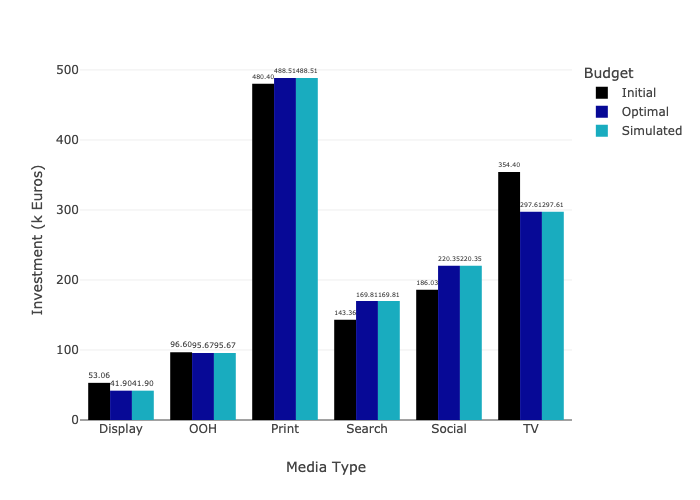 Budget
Initial
Optimal
Simulated
500
400
300
200
100
0
Investment (k Euros)
53.06
41.90
41.90
96.60
95.67
95.67
480.40
488.51
488.51
143.36
169.81
169.81
186.03
220.35
220.35
354.40
297.61
297.61
Display
OOH
Print
Search
Social
TV
Media Type